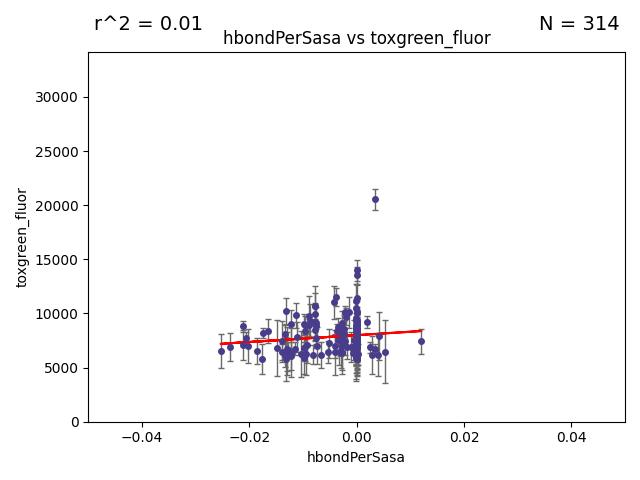 r^2 = 0.01
N = 314
hbondPerSasa vs toxgreen_fluor
30000
25000
20000
15000
10000
5000
0
toxgreen_fluor
−0.04
−0.02
0.00
0.02
0.04
hbondPerSasa